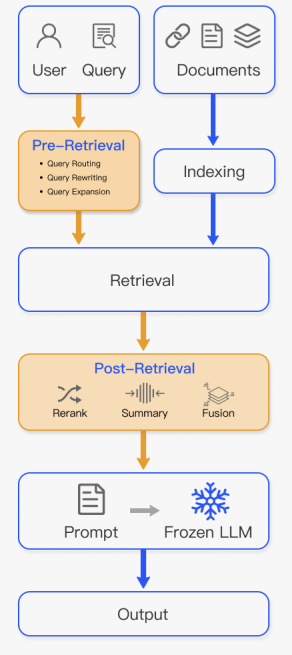 User Query
Documents
Pre-Retrieval
• Query Routing
• Query Rewriting
• Query Expansion
Indexing
Retrieval
Post-Retrieval
Rerank Summary Fusion
Prompt Frozen LLM
Output